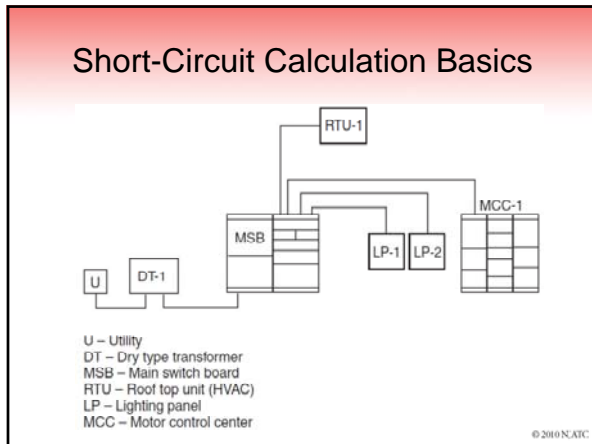 Short-Circuit Calculation Basics
RTU-1
MCC-1
MSB
LP-1 LP-2
DT-1
U
U – Utility
DT – Dry type transformer
MSB – Main switch board
RTU – Roof top unit (HVAC)
LP – Lighting panel
MCC – Motor control center
© 2010 NJATC